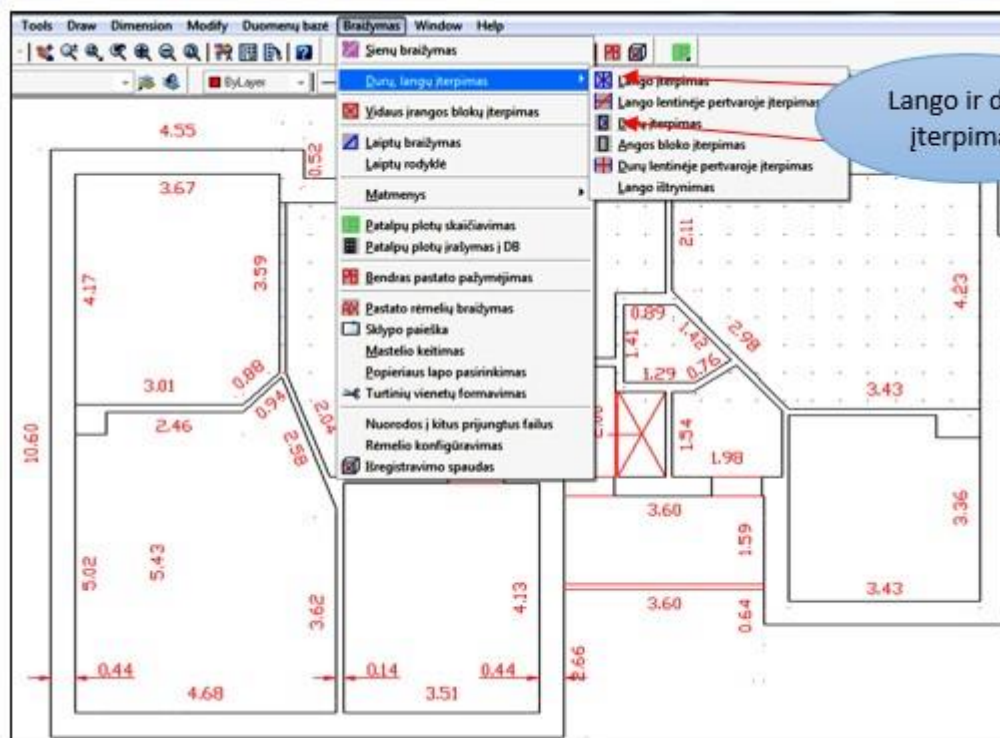 Tools Draw Dimension Modify Duomenų bazė Braižymas Window Help
ByLayer
Sienų braižymas
Durų, langų įterpimas
Vidaus įrangos blokų įterpimas
Laiptų braižymas
Laiptų rodyklė
Matmenys
Patalpų plotų skaičiavimas
Patalpų plotų įrašymas į DB
Bendras pastato pažymėjimas
Pastato rėmelių braižymas
Sklypo paieška
Mastelio keitimas
Popieriaus lapo pasirinkimas
Turtinių vienetų formavimas
Nuorodos į kitus prijungtus failus
Rėmelio konfigūravimas
Išregistravimo spaudas
Lango įterpimas
Lango lentinėje pertvaroje įterpimas
Durų įterpimas
Angos bloko įterpimas
Durų lentinėje pertvaroje įterpimas
Lango ištrynimas
Lango ir d
įterpima
4.55
0.52
3.67
4.17
3.59
3.01
0.88
2.46
0.94
2.58
2.04
10.60
5.02
5.43
3.62
4.13
0.44
4.68
0.14
3.51
0.44
2.66
2.11
4.23
0.89
1.41
1.42
2.98
0.76
1.29
3.43
1.54
1.98
3.60
1.59
3.36
3.60
0.64
3.43